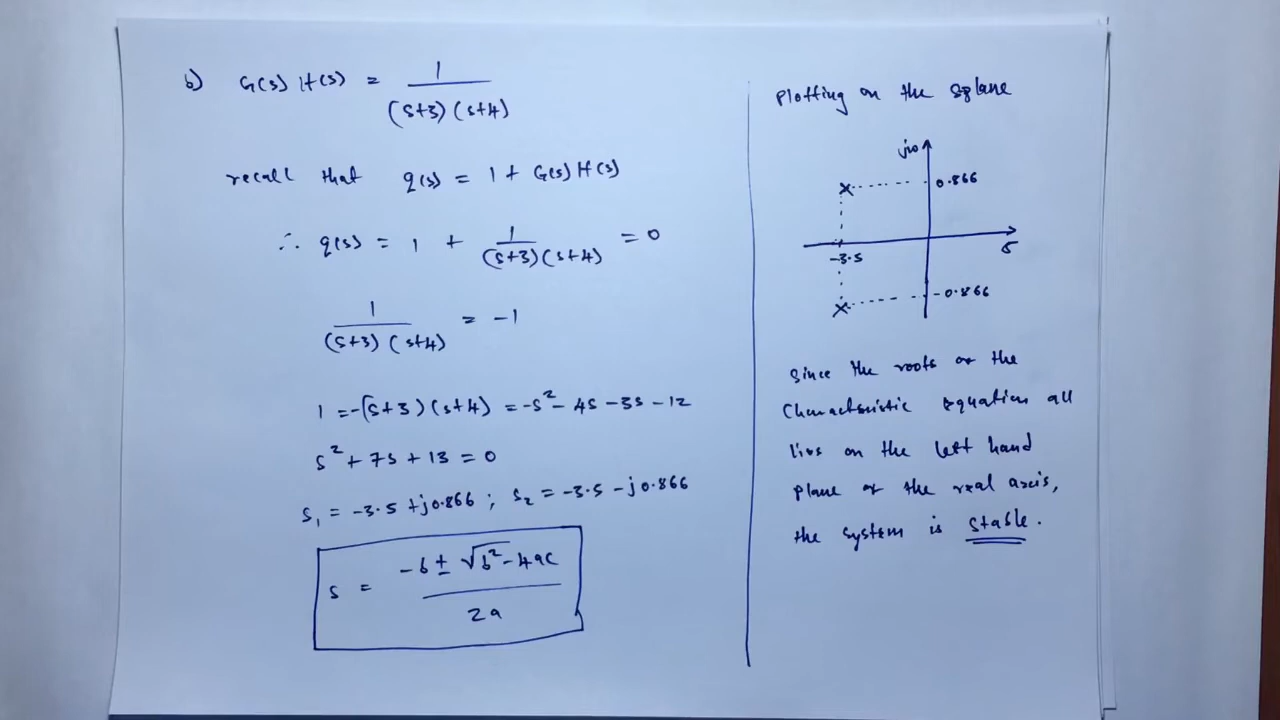 b) G(s) H(s) = 1 / (s+3)(s+4)
recall that q(s) = 1 + G(s) H(s)
∴ q(s) = 1 + 1 / (s+3)(s+4) = 0
1 / (s+3)(s+4) = -1
1 = -(s+3)(s+4) = -s² - 4s - 3s - 12
s² + 7s + 13 = 0
s₁ = -3.5 + j0.866 ; s₂ = -3.5 - j0.866
s = -b ± √b² - 4ac / 2a
Plotting on the s plane
jω
0.866
σ
-3.5
-0.866
Since the roots of the
Characteristic Equation all
lies on the left hand
plane of the real axis,
the system is stable.